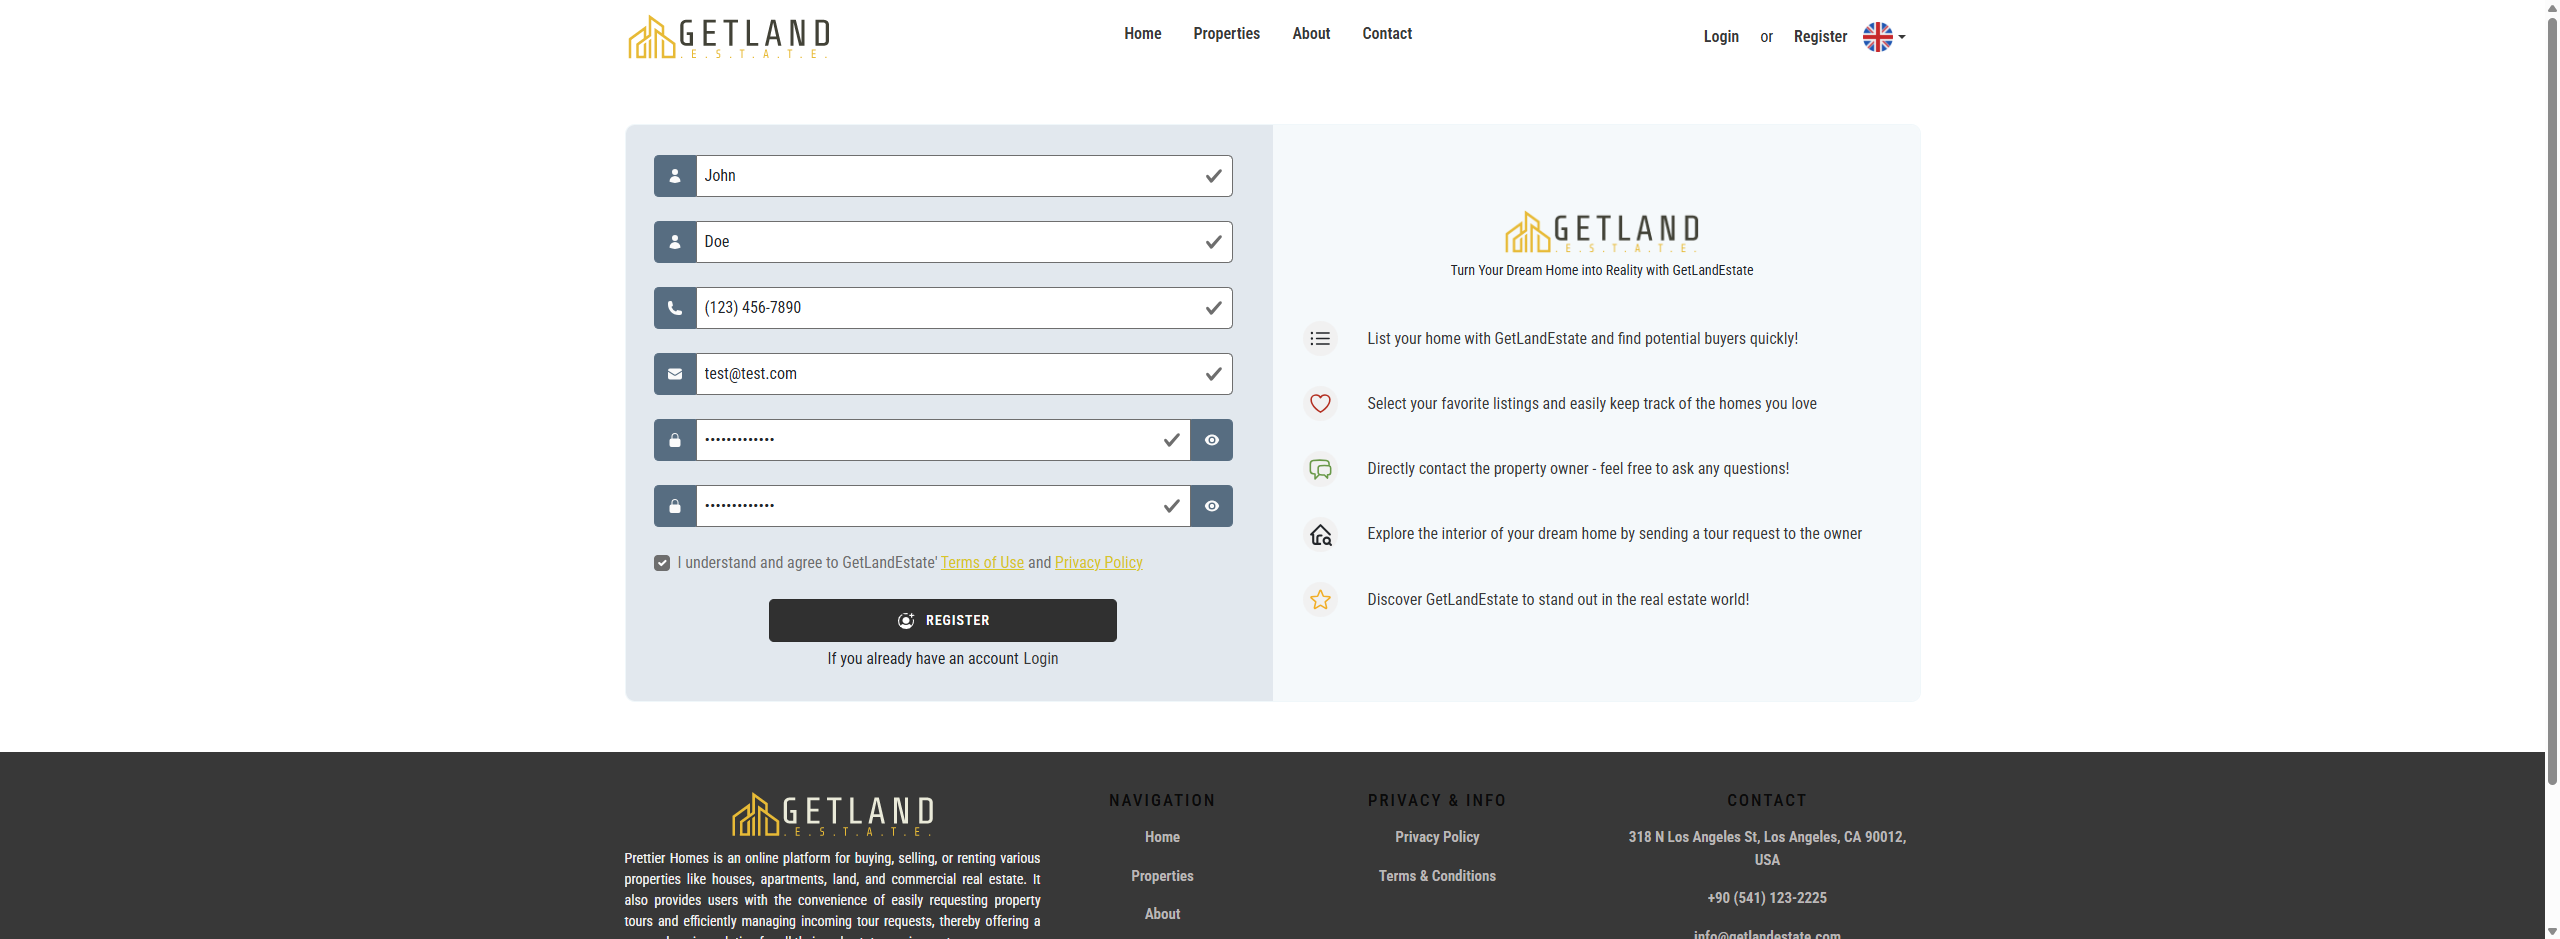 GETLAND
.E.S.T.A.T.E.
Home Properties About Contact
Login or Register
John
Doe
(123) 456-7890
test@test.com
•••••••••••••
•••••••••••••
I understand and agree to GetLandEstate' Terms of Use and Privacy Policy
REGISTER
If you already have an account Login
GETLAND
.E.S.T.A.T.E.
Turn Your Dream Home into Reality with GetLandEstate
List your home with GetLandEstate and find potential buyers quickly!
Select your favorite listings and easily keep track of the homes you love
Directly contact the property owner - feel free to ask any questions!
Explore the interior of your dream home by sending a tour request to the owner
Discover GetLandEstate to stand out in the real estate world!
GETLAND
.E.S.T.A.T.E.
Prettier Homes is an online platform for buying, selling, or renting various
properties like houses, apartments, land, and commercial real estate. It
also provides users with the convenience of easily requesting property
tours and efficiently managing incoming tour requests, thereby offering a
NAVIGATION
Home
Properties
About
PRIVACY & INFO
Privacy Policy
Terms & Conditions
CONTACT
318 N Los Angeles St, Los Angeles, CA 90012,
USA
+90 (541) 123-2225
info@getlandestate.com